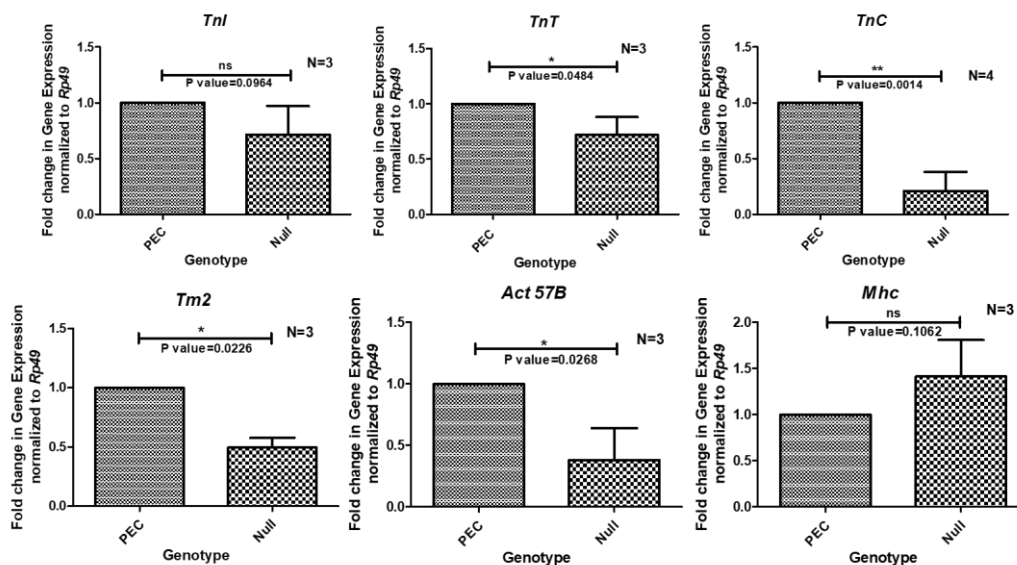 TnI
Fold change in Gene Expression
normalized to Rp49
1.5
1.0
0.5
0.0
ns
P value=0.0964
N=3
PEC
Null
Genotype
TnT
Fold change in Gene Expression
normalized to Rp49
1.5
1.0
0.5
0.0
*
P value=0.0484
N=3
PEC
Null
Genotype
TnC
Fold change in Gene Expression
normalized to Rp49
1.5
1.0
0.5
0.0
**
P value=0.0014
N=4
PEC
Null
Genotype
Tm2
Fold change in Gene Expression
normalized to Rp49
1.5
1.0
0.5
0.0
*
P value=0.0226
N=3
PEC
Null
Genotype
Act 57B
Fold change in Gene Expression
normalized to Rp49
1.5
1.0
0.5
0.0
*
P value=0.0268
N=3
PEC
Null
Genotype
Mhc
Fold change in Gene Expression
normalized to Rp49
2.0
1.5
1.0
0.5
0.0
ns
P value=0.1062
N=3
PEC
Null
Genotype